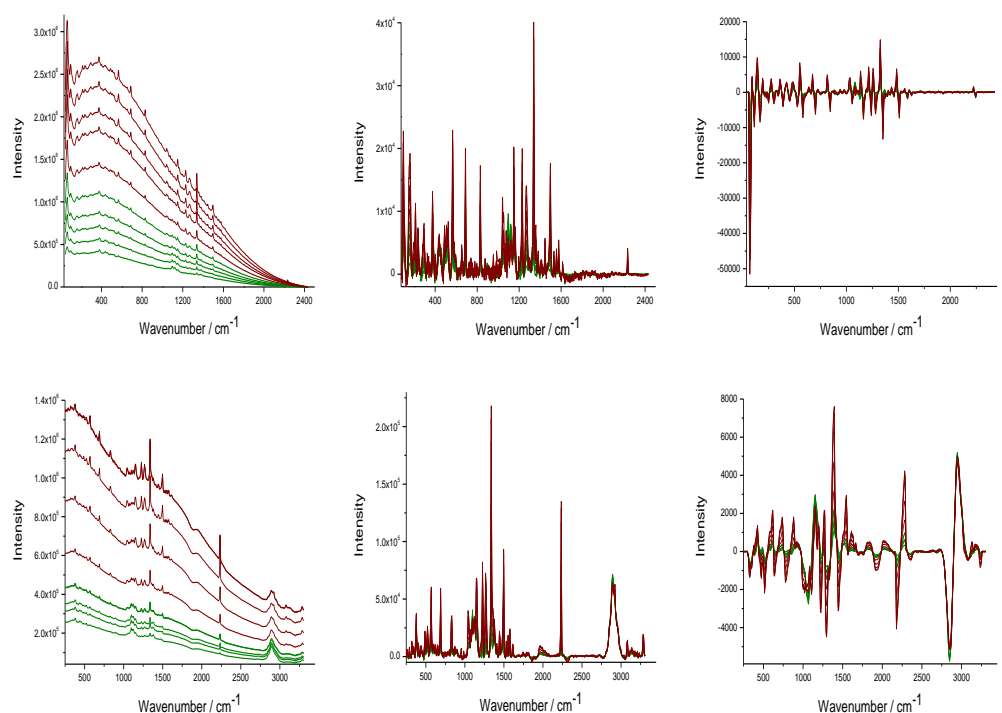 3.0x10⁶
2.5x10⁶
2.0x10⁶
1.5x10⁶
1.0x10⁶
5.0x10⁵
0.0
Intensity
400 800 1200 1600 2000 2400
Wavenumber / cm⁻¹
4x10⁴
3x10⁴
2x10⁴
1x10⁴
0
Intensity
400 800 1200 1600 2000 2400
Wavenumber / cm⁻¹
20000
10000
0
-10000
-20000
-30000
-40000
-50000
Intensity
500 1000 1500 2000
Wavenumber / cm⁻¹
1.4x10⁶
1.2x10⁶
1.0x10⁶
8.0x10⁵
6.0x10⁵
4.0x10⁵
2.0x10⁵
Intensity
500 1000 1500 2000 2500 3000
Wavenumber / cm⁻¹
2.0x10⁵
1.5x10⁵
1.0x10⁵
5.0x10⁴
0.0
Intensity
500 1000 1500 2000 2500 3000
Wavenumber / cm⁻¹
8000
6000
4000
2000
0
-2000
-4000
Intensity
500 1000 1500 2000 2500 3000
Wavenumber / cm⁻¹